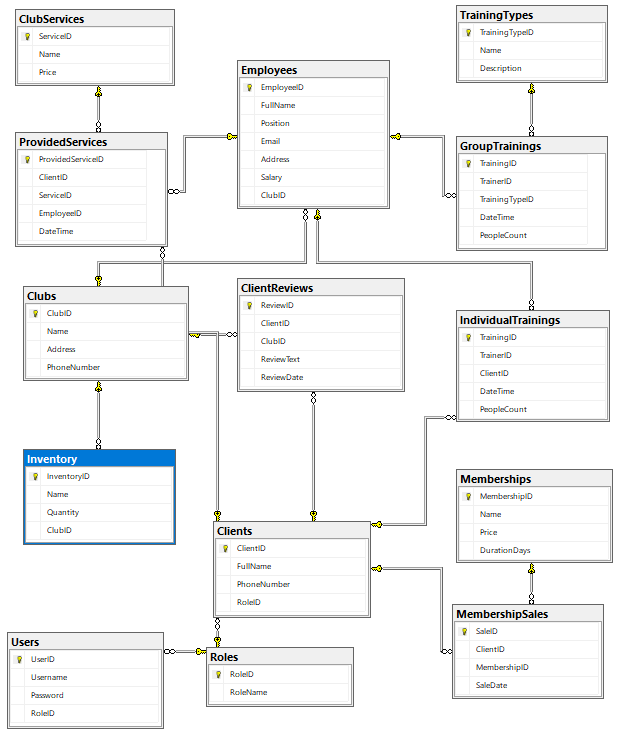 ClubServices
ServiceID
Name
Price
TrainingTypes
TrainingTypeID
Name
Description
Employees
EmployeeID
FullName
Position
Email
Address
Salary
ClubID
ProvidedServices
ProvidedServiceID
ClientID
ServiceID
EmployeeID
DateTime
GroupTrainings
TrainingID
TrainerID
TrainingTypeID
DateTime
PeopleCount
Clubs
ClubID
Name
Address
PhoneNumber
ClientReviews
ReviewID
ClientID
ClubID
ReviewText
ReviewDate
IndividualTrainings
TrainingID
TrainerID
ClientID
DateTime
PeopleCount
Inventory
InventoryID
Name
Quantity
ClubID
Memberships
MembershipID
Name
Price
DurationDays
Clients
ClientID
FullName
PhoneNumber
RoleID
MembershipSales
SaleID
ClientID
MembershipID
SaleDate
Users
UserID
Username
Password
RoleID
Roles
RoleID
RoleName